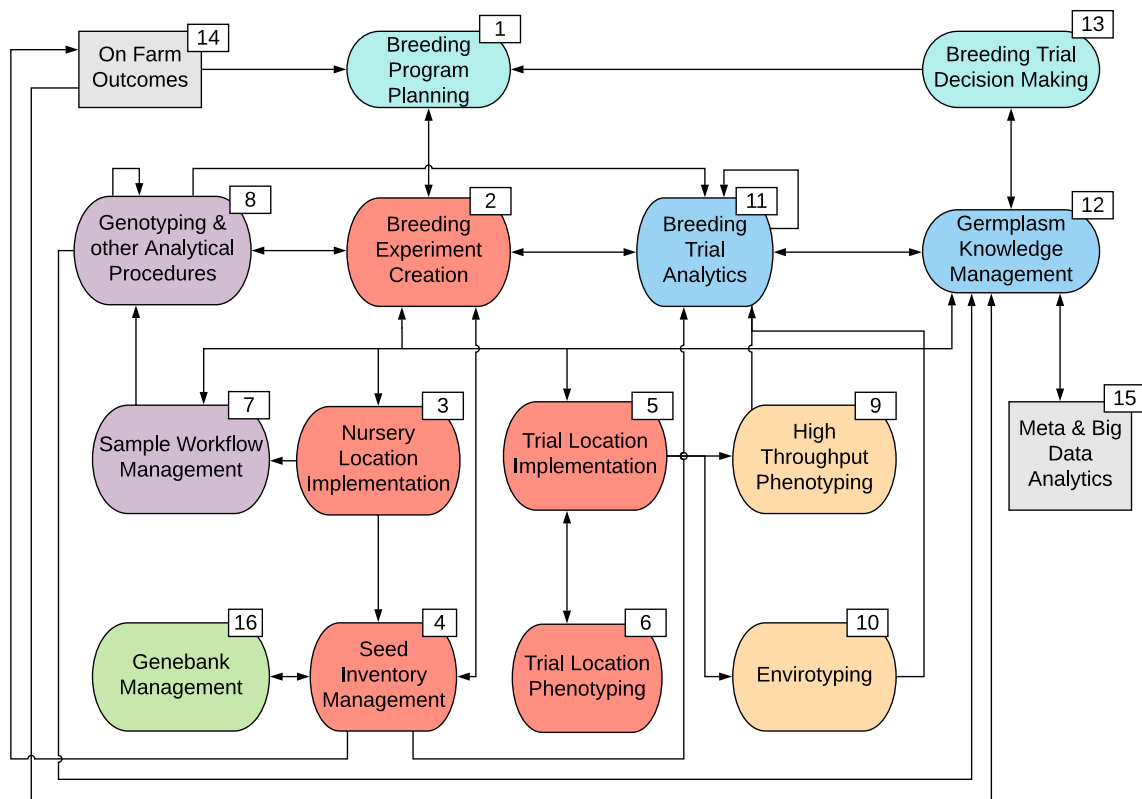 14
On Farm
Outcomes
1
Breeding
Program
Planning
13
Breeding Trial
Decision Making
8
Genotyping &
other Analytical
Procedures
2
Breeding
Experiment
Creation
11
Breeding
Trial
Analytics
12
Germplasm
Knowledge
Management
7
Sample Workflow
Management
3
Nursery
Location
Implementation
5
Trial Location
Implementation
9
High
Throughput
Phenotyping
15
Meta & Big
Data
Analytics
16
Genebank
Management
4
Seed
Inventory
Management
6
Trial Location
Phenotyping
10
Envirotyping